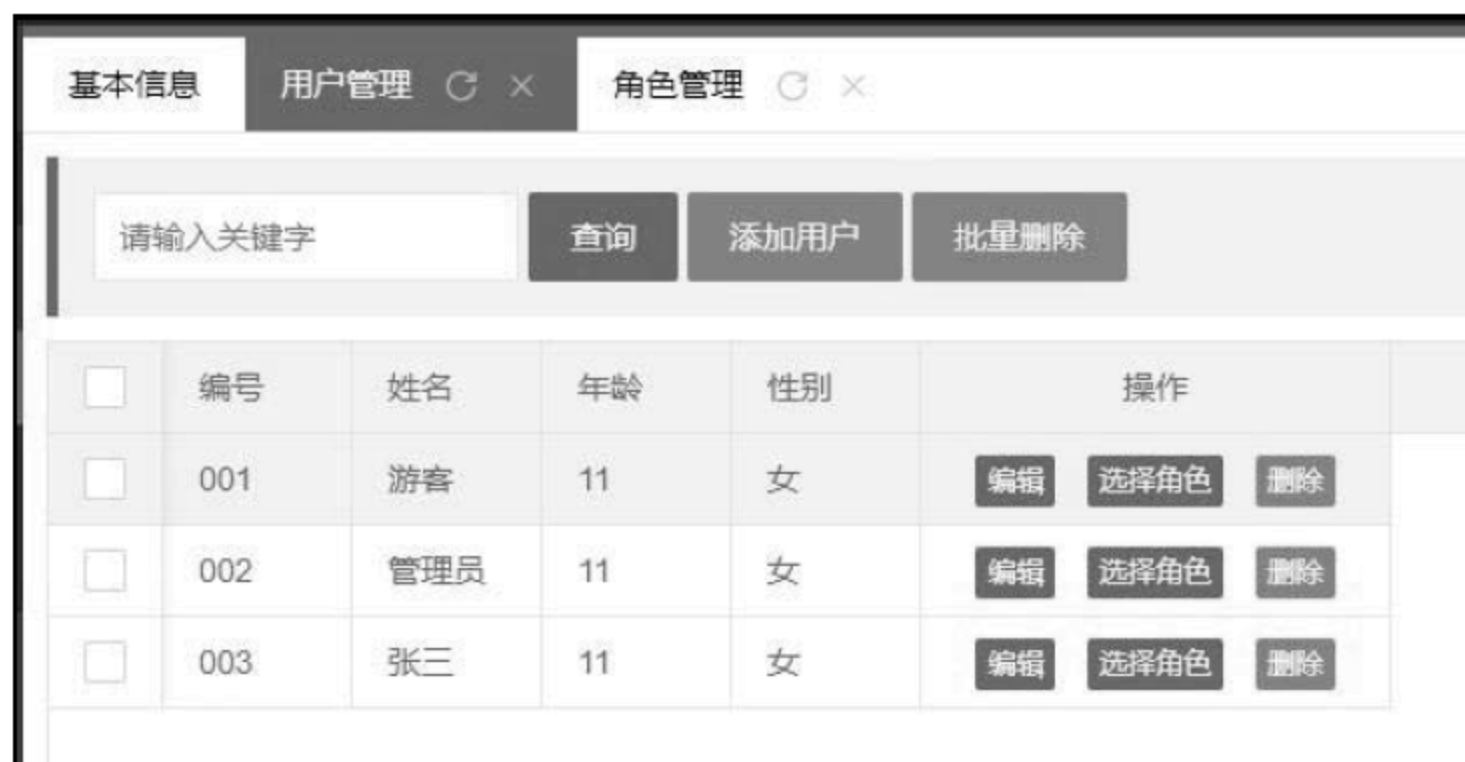 基本信息 用户管理 角色管理
请输入关键字 查询 添加用户 批量删除
编号 姓名 年龄 性别 操作
001 游客 11 女 编辑 选择角色 删除
002 管理员 11 女 编辑 选择角色 删除
003 张三 11 女 编辑 选择角色 删除